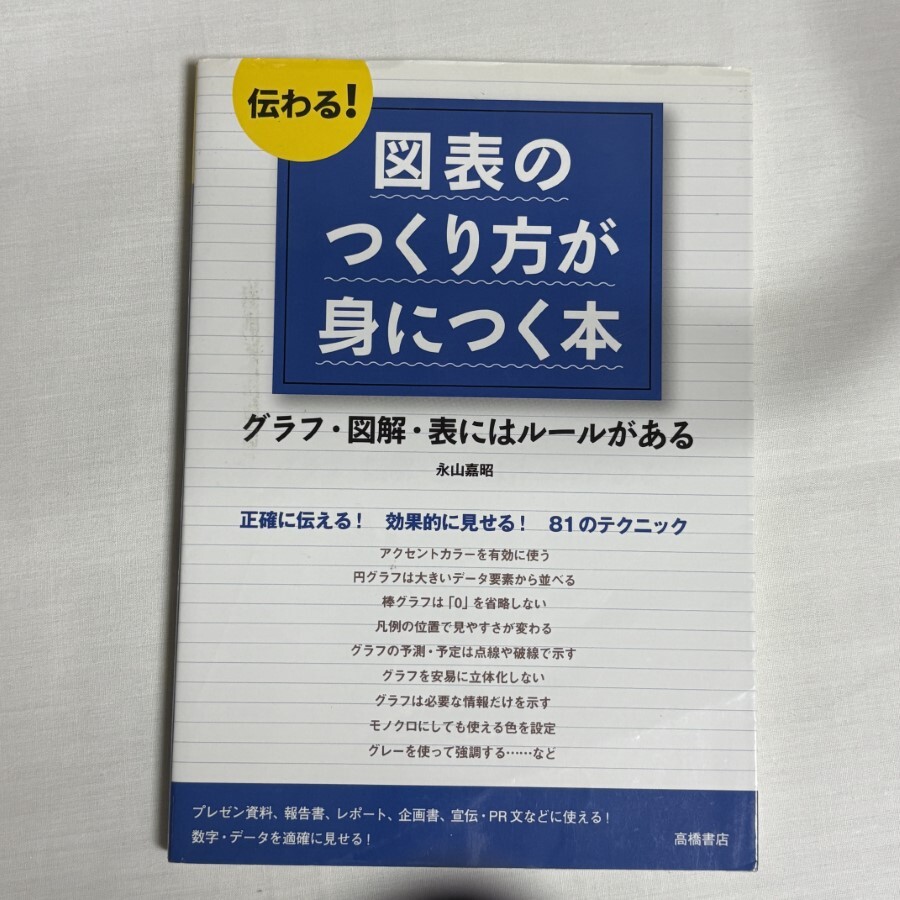 伝わる!
図表の
つくり方が
身につく本
グラフ・図解・表にはルールがある
永山嘉昭
正確に伝える! 効果的に見せる! 81のテクニック
アクセントカラーを有効に使う
円グラフは大きいデータ要素から並べる
棒グラフは「0」を省略しない
凡例の位置で見やすさが変わる
グラフの予測・予定は点線や破線で示す
グラフを安易に立体化しない
グラフは必要な情報だけを示す
モノクロにしても使える色を設定
グレーを使って強調する……など
プレゼン資料、報告書、レポート、企画書、宣伝・PR文などに使える!
数字・データを適確に見せる!
高橋書店